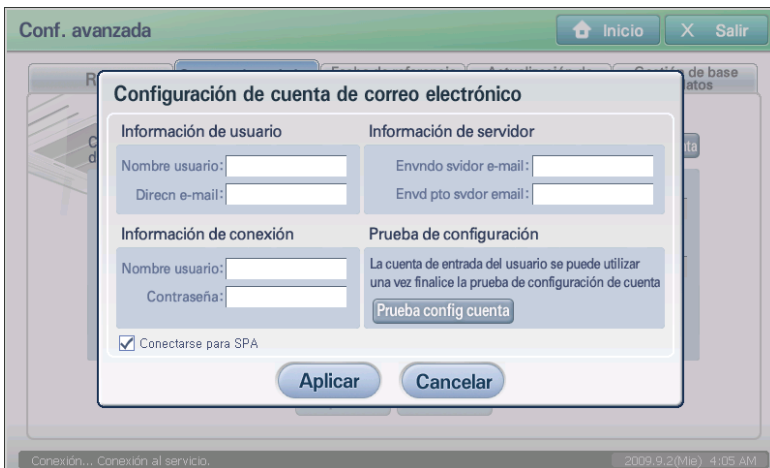 Conf. avanzada
Inicio
X Salir
Configuración de cuenta de correo electrónico
Información de usuario
Nombre usuario:
Direcn e-mail:
Información de servidor
Envndo svidor e-mail:
Envd pto svdor email:
Información de conexión
Nombre usuario:
Contraseña:
Prueba de configuración
La cuenta de entrada del usuario se puede utilizar
una vez finalice la prueba de configuración de cuenta
Prueba config cuenta
Conectarse para SPA
Aplicar
Cancelar
Conexión... Conexión al servicio.
2009.9.2(Mie) 4:05 AM